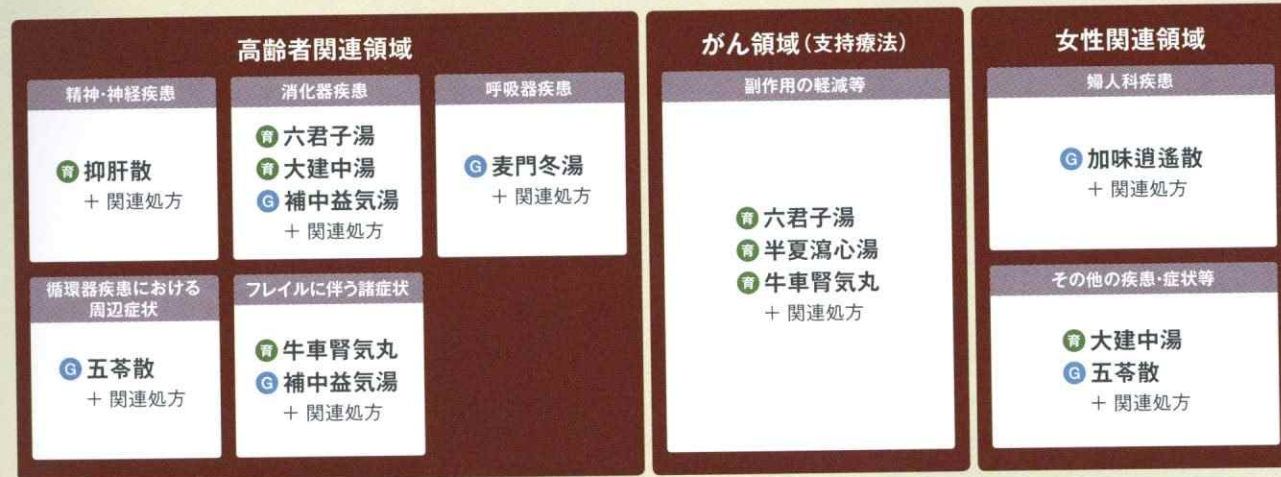 高齢者関連領域
精神・神経疾患
育 抑肝散
+ 関連処方
消化器疾患
育 六君子湯
育 大建中湯
G 補中益気湯
+ 関連処方
呼吸器疾患
G 麦門冬湯
+ 関連処方
循環器疾患における
周辺症状
G 五苓散
+ 関連処方
フレイルに伴う諸症状
育 牛車腎気丸
G 補中益気湯
+ 関連処方
がん領域(支持療法)
副作用の軽減等
育 六君子湯
育 半夏瀉心湯
育 牛車腎気丸
+ 関連処方
女性関連領域
婦人科疾患
G 加味逍遙散
+ 関連処方
その他の疾患・症状等
育 大建中湯
G 五苓散
+ 関連処方